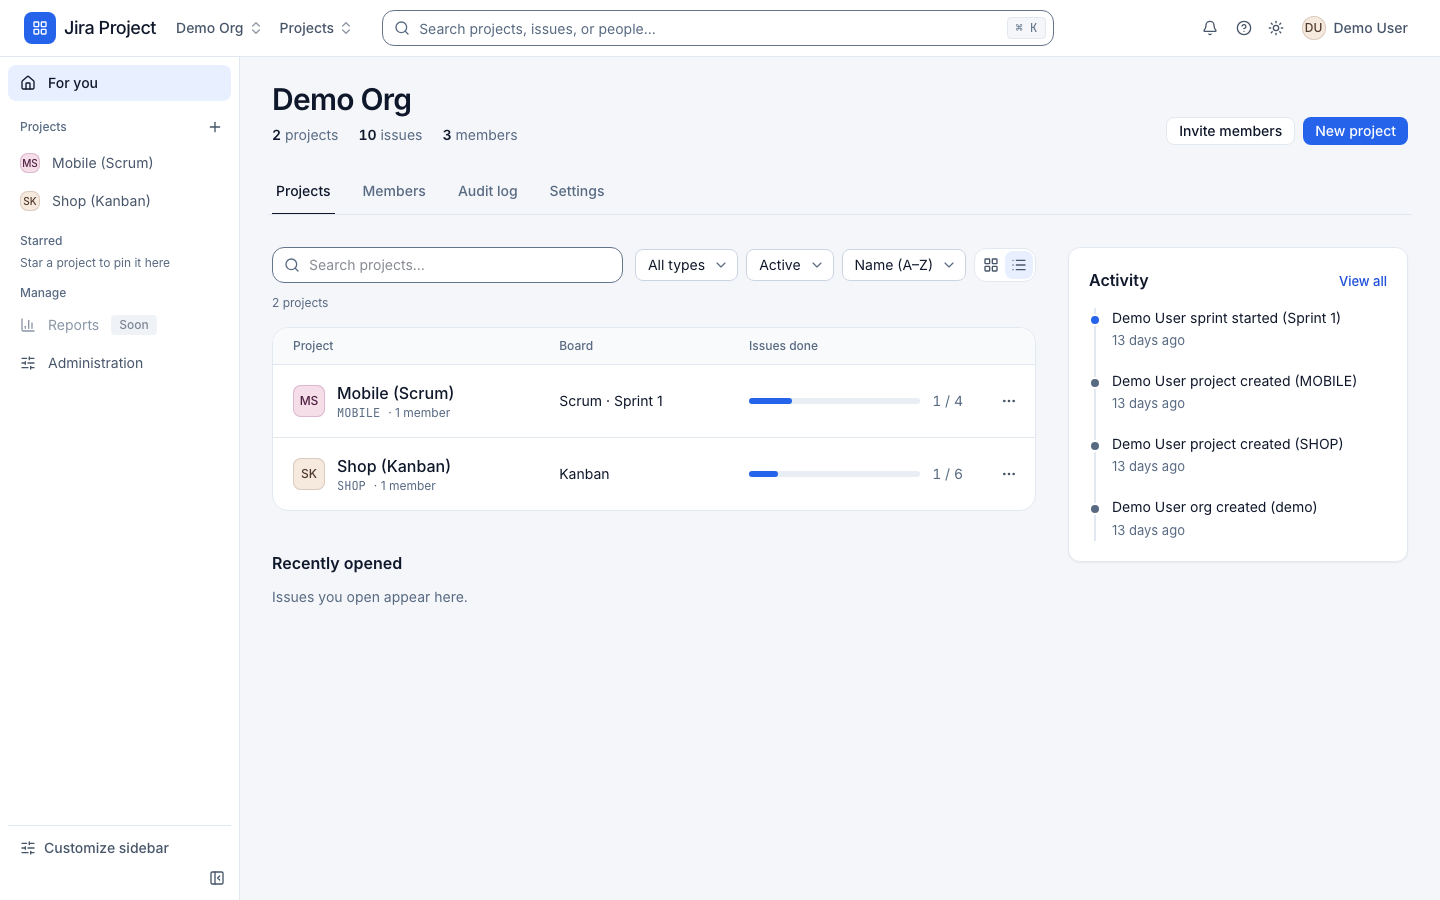 Jira Project
Demo Org
Projects
Search projects, issues, or people...
⌘ K
DU
Demo User
For you
Projects
MS
Mobile (Scrum)
SK
Shop (Kanban)
Starred
Star a project to pin it here
Manage
Reports
Soon
Administration
Customize sidebar
Demo Org
2 projects
10 issues
3 members
Invite members
New project
Projects
Members
Audit log
Settings
Search projects...
All types
Active
Name (A–Z)
2 projects
Project
Board
Issues done
MS
Mobile (Scrum)
MOBILE · 1 member
Scrum · Sprint 1
1 / 4
SK
Shop (Kanban)
SHOP · 1 member
Kanban
1 / 6
Recently opened
Issues you open appear here.
Activity
View all
Demo User sprint started (Sprint 1)
13 days ago
Demo User project created (MOBILE)
13 days ago
Demo User project created (SHOP)
13 days ago
Demo User org created (demo)
13 days ago